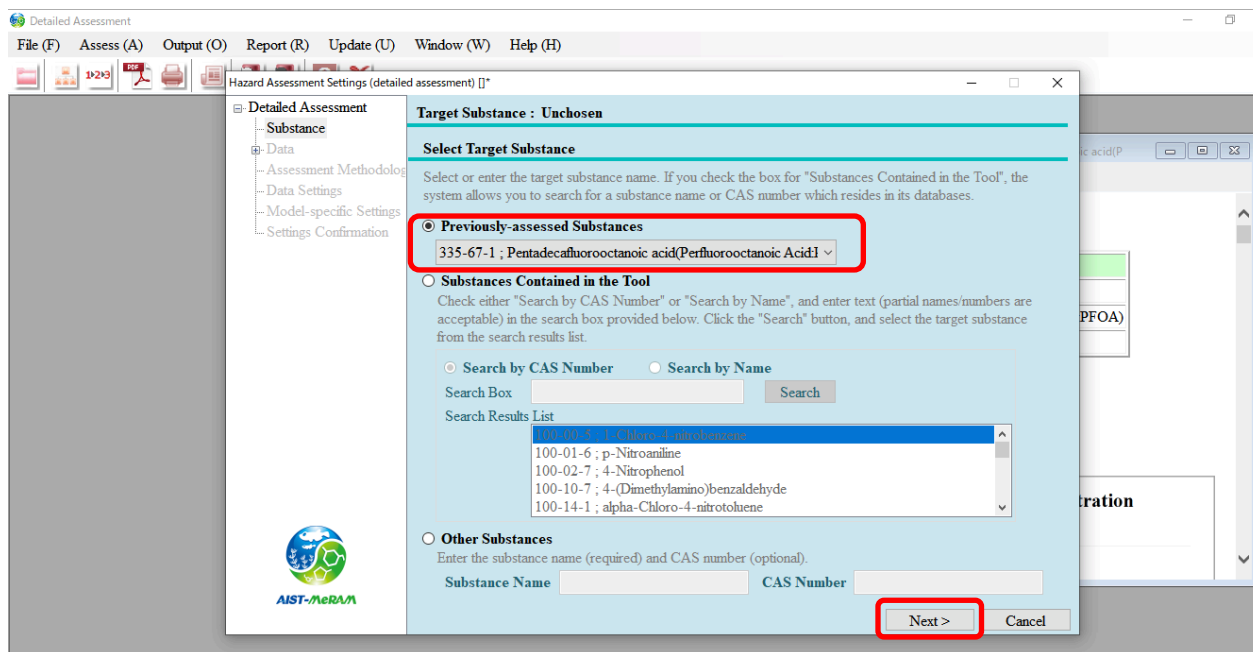 Detailed Assessment
File (F) Assess (A) Output (O) Report (R) Update (U) Window (W) Help (H)
1▸2▸3 PDF
Hazard Assessment Settings (detailed assessment) []*
Detailed Assessment
Substance
Data
Assessment Methodolog
Data Settings
Model-specific Settings
Settings Confirmation
AIST-MeRAM
Target Substance : Unchosen
Select Target Substance
Select or enter the target substance name. If you check the box for "Substances Contained in the Tool", the
system allows you to search for a substance name or CAS number which resides in its databases.
Previously-assessed Substances
335-67-1 ; Pentadecafluorooctanoic acid(Perfluorooctanoic Acid:P
Substances Contained in the Tool
Check either "Search by CAS Number" or "Search by Name", and enter text (partial names/numbers are
acceptable) in the search box provided below. Click the "Search" button, and select the target substance
from the search results list.
Search by CAS Number Search by Name
Search Box Search
Search Results List
100-00-5 ; 1-Chloro-4-nitrobenzene
100-01-6 ; p-Nitroaniline
100-02-7 ; 4-Nitrophenol
100-10-7 ; 4-(Dimethylamino)benzaldehyde
100-14-1 ; alpha-Chloro-4-nitrotoluene
Other Substances
Enter the substance name (required) and CAS number (optional).
Substance Name CAS Number
Next > Cancel
ic acid(P
PFOA)
tration